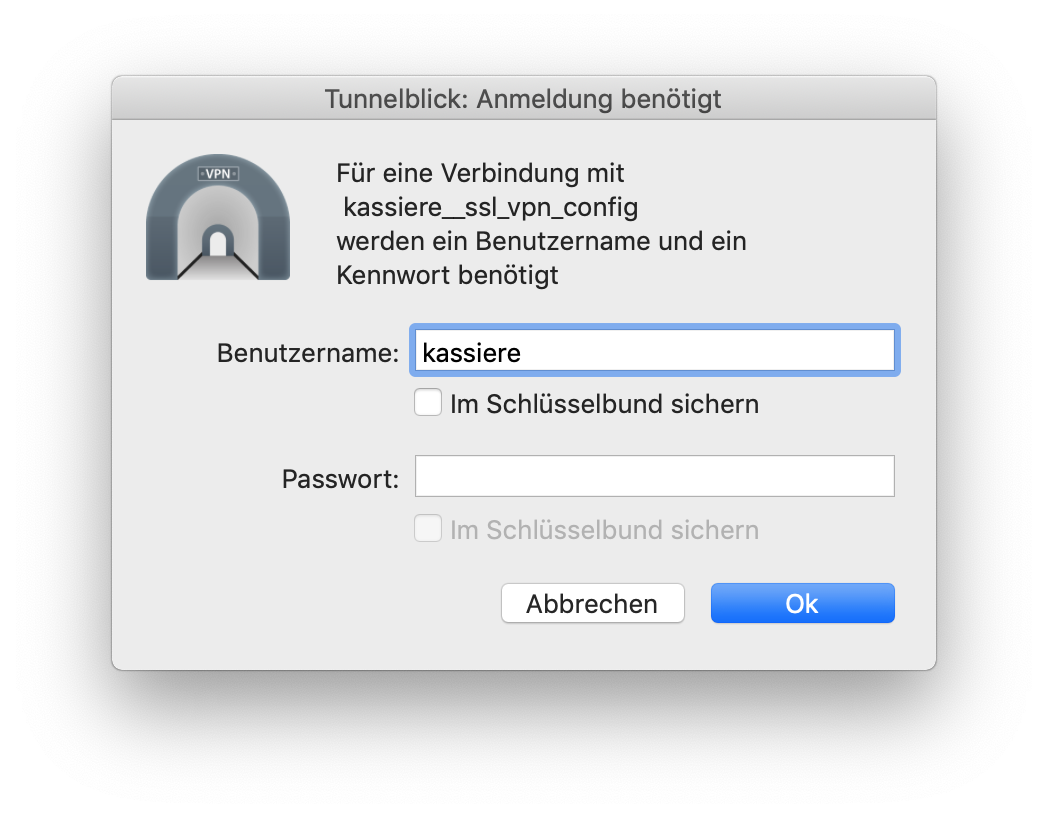 Tunnelblick: Anmeldung benötigt
VPN
Für eine Verbindung mit
kassiere__ssl_vpn_config
werden ein Benutzername und ein
Kennwort benötigt
Benutzername: kassiere
Im Schlüsselbund sichern
Passwort:
Im Schlüsselbund sichern
Abbrechen Ok